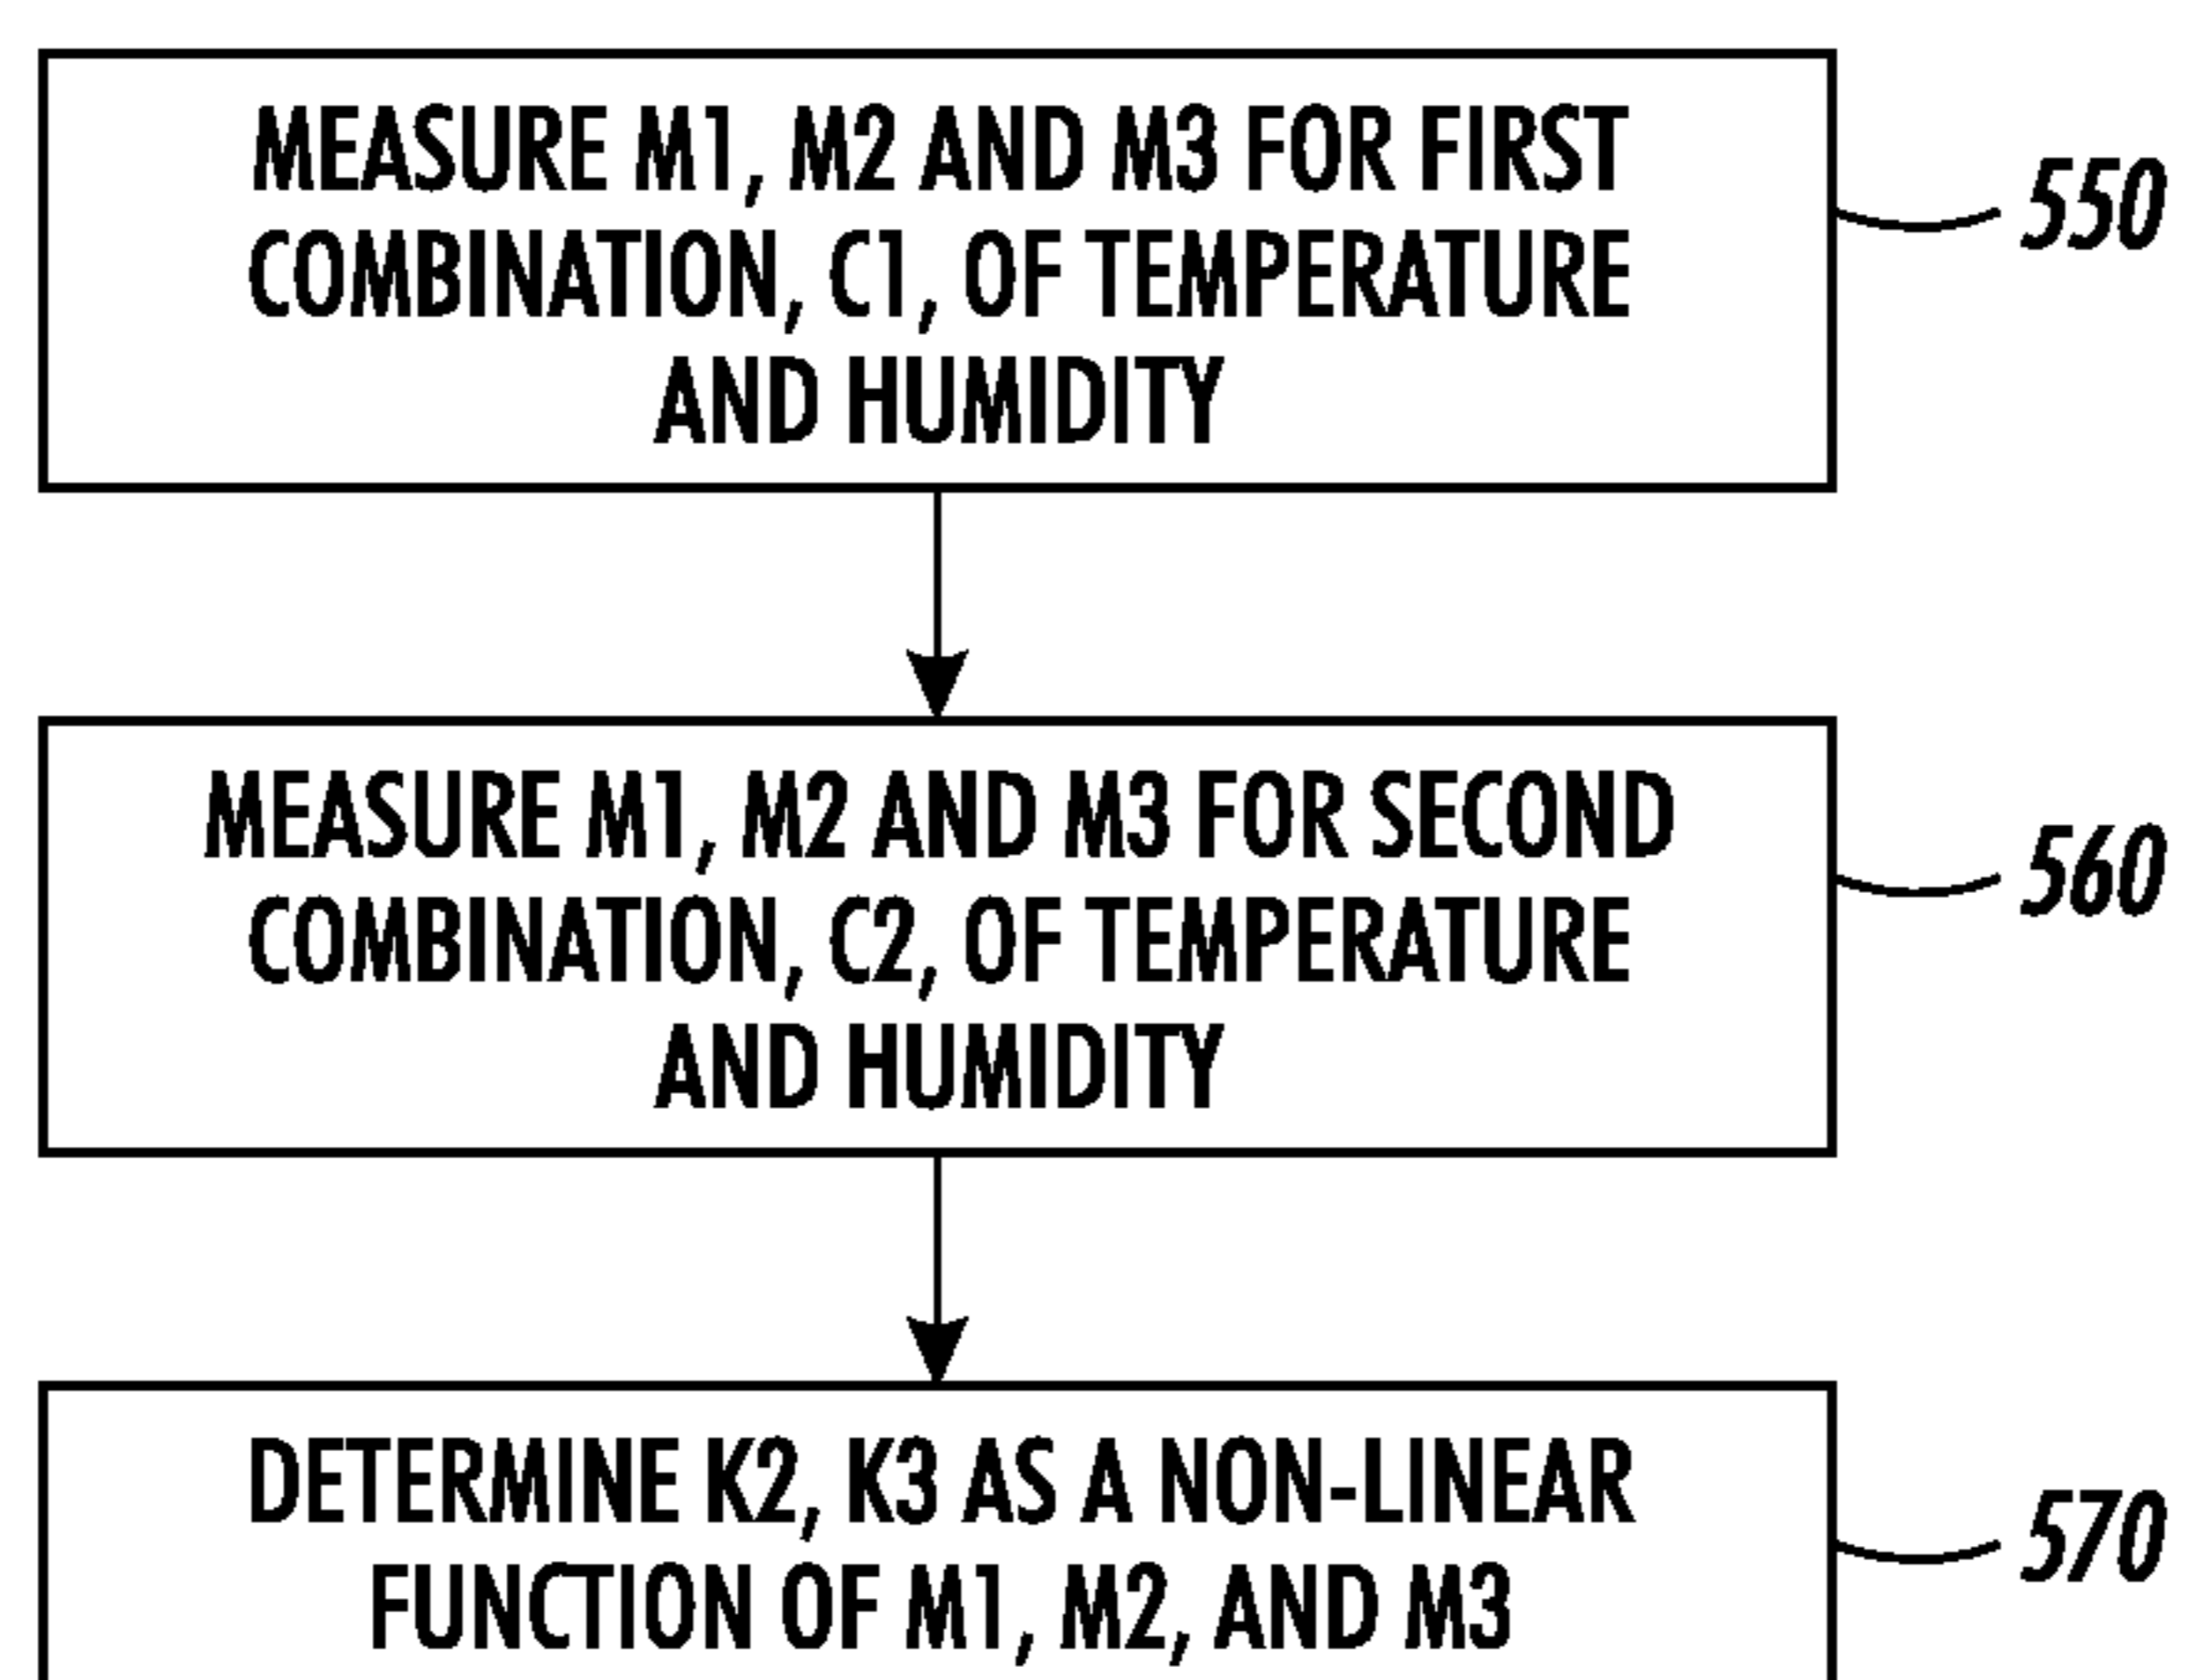 MEASURE M1, M2 AND M3 FOR FIRST
COMBINATION, C1, OF TEMPERATURE
AND HUMIDITY
550
MEASURE M1, M2 AND M3 FOR SECOND
COMBINATION, C2, OF TEMPERATURE
AND HUMIDITY
560
DETERMINE K2, K3 AS A NON-LINEAR
FUNCTION OF M1, M2, AND M3
570